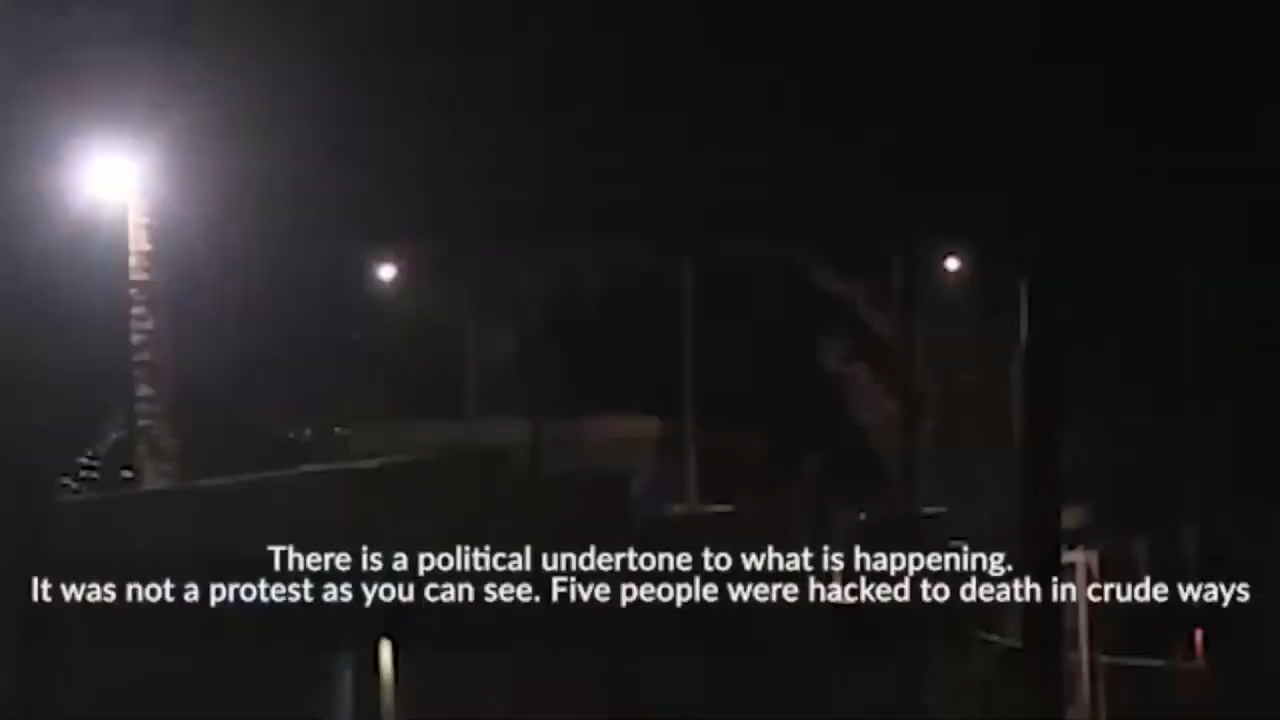 There is a political undertone to what is happening.
It was not a protest as you can see. Five people were hacked to death in crude ways